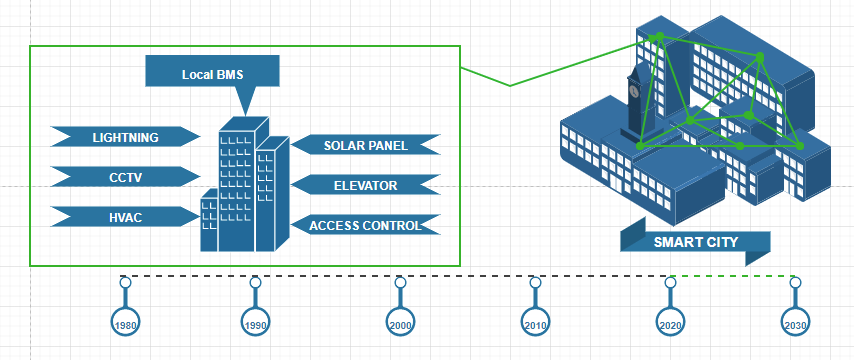 Local BMS
LIGHTNING
CCTV
HVAC
SOLAR PANEL
ELEVATOR
ACCESS CONTROL
SMART CITY
1980
1990
2000
2010
2020
2030